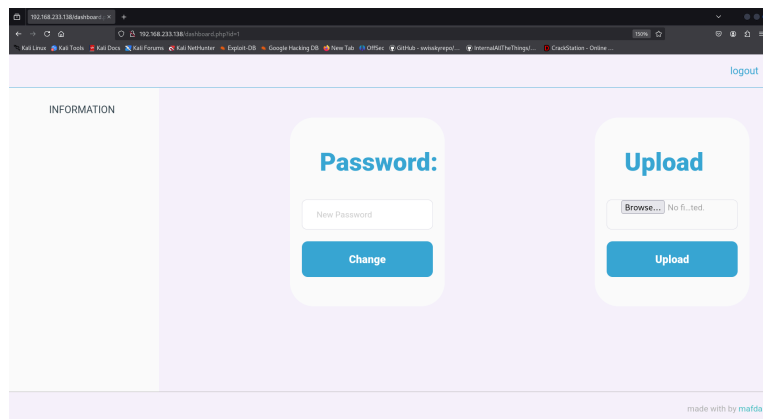 192.168.233.138/dashboard. × +
192.168.233.138/dashboard.php?id=1 150%
Kali Linux Kali Tools Kali Docs Kali Forums Kali NetHunter Exploit-DB Google Hacking DB New Tab OffSec GitHub - swisskyrepo/... InternalAllTheThings/... CrackStation - Online ...
logout
INFORMATION
Password: Upload
New Password Browse... No fi...ted.
Change Upload
made with by mafda